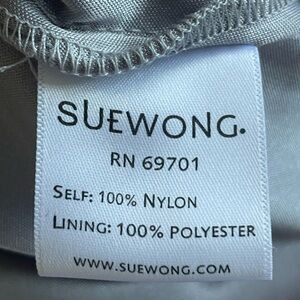 SUEWONG.
RN 69701
SELF: 100% NYLON
LINING: 100% POLYESTER
WWW.SUEWONG.COM